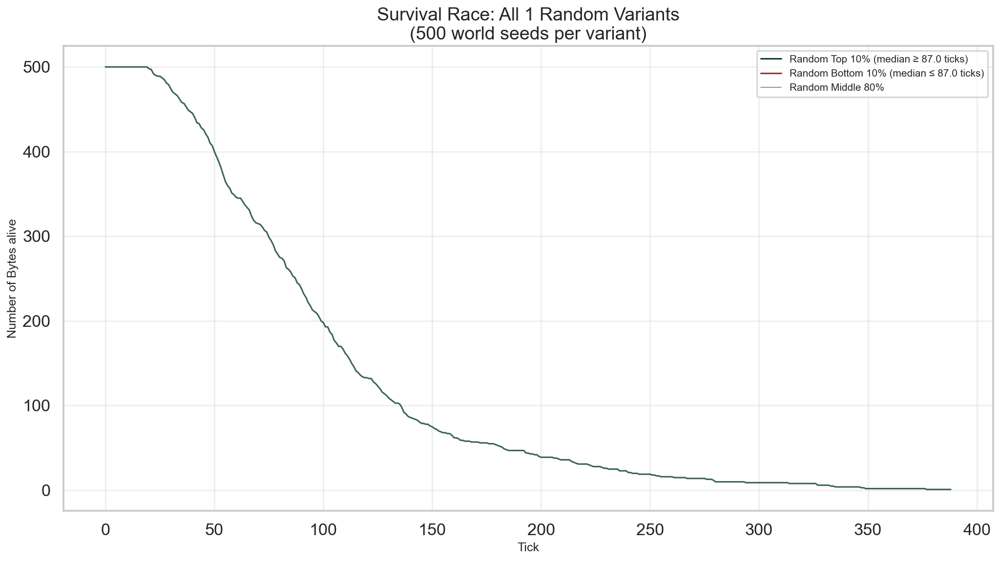 Survival Race: All 1 Random Variants
(500 world seeds per variant)
Random Top 10% (median ≥ 87.0 ticks)
Random Bottom 10% (median ≤ 87.0 ticks)
Random Middle 80%
Number of Bytes alive
500
400
300
200
100
0
0 50 100 150 200 250 300 350 400
Tick